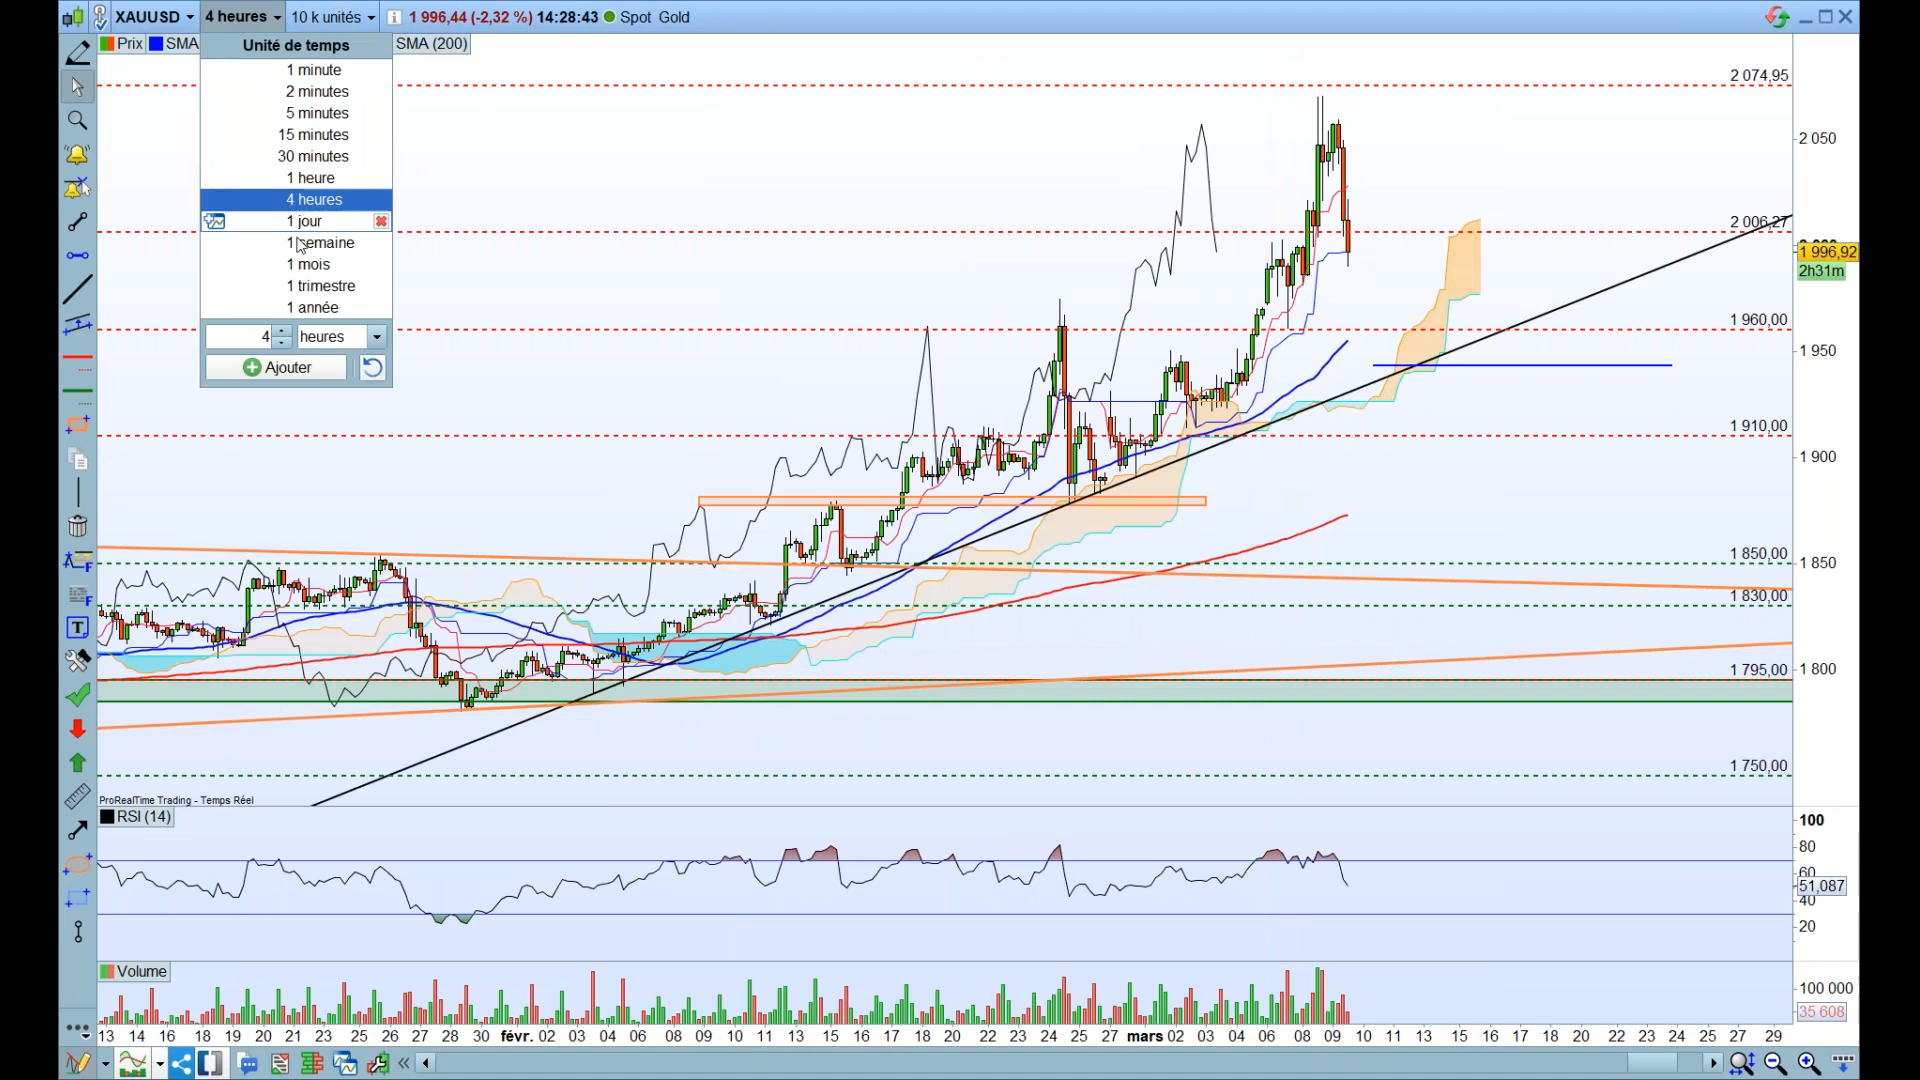 XAUUSD 4 heures 10 k unités 1 996,44 (-2,32 %) 14:28:43 Spot Gold
Prix SMA SMA (200)
Unité de temps
1 minute
2 minutes
5 minutes
15 minutes
30 minutes
1 heure
4 heures
1 jour
1 semaine
1 mois
1 trimestre
1 année
4 heures
Ajouter
2 074,95
2 050
2 006,27
1 996,92
2h31m
1 960,00
1 950
1 910,00
1 900
1 850,00
1 850
1 830,00
1 800
1 795,00
1 750,00
ProRealTime Trading - Temps Réel
RSI (14)
100
80
60
51,087
40
20
Volume
100 000
35 608
13 14 16 18 19 20 21 23 25 26 27 28 30 févr. 02 03 04 06 08 09 10 11 13 15 16 17 19 20 22 23 24 25 27 mars 02 03 04 06 08 09 10 11 13 15 16 17 18 20 22 23 24 25 27 29